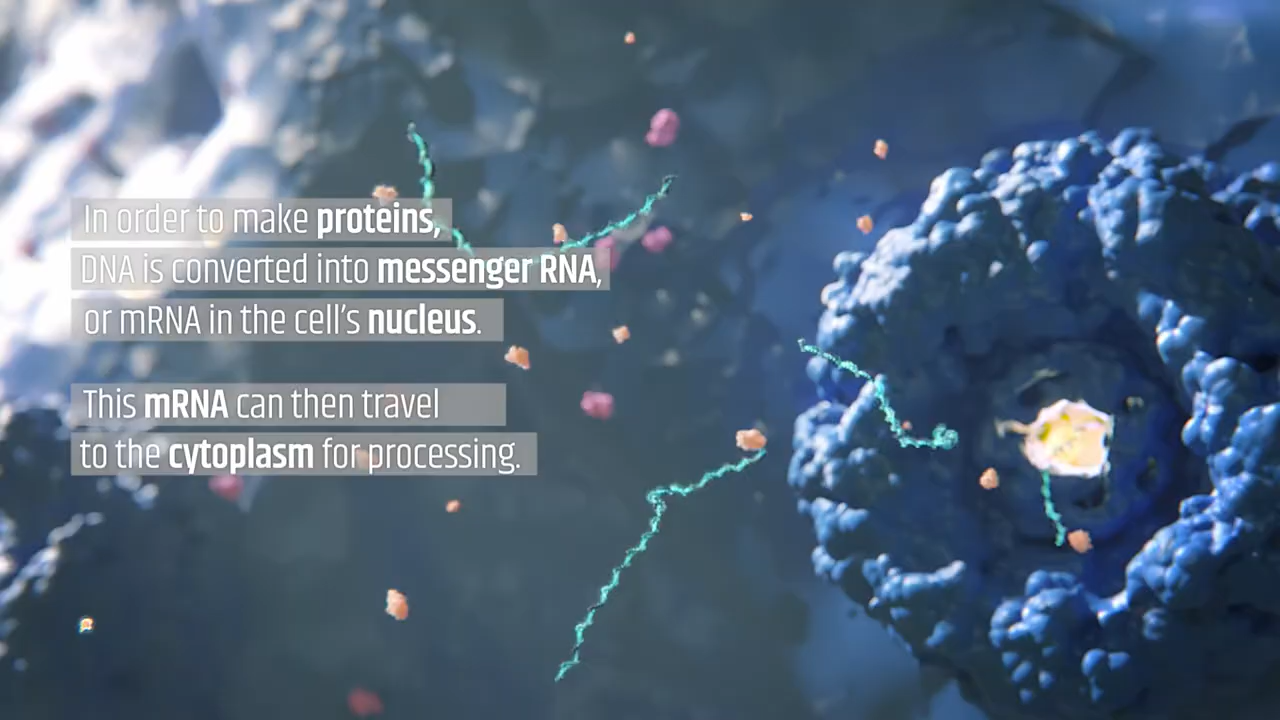 In order to make proteins,
DNA is converted into messenger RNA,
or mRNA in the cell's nucleus.
This mRNA can then travel
to the cytoplasm for processing.